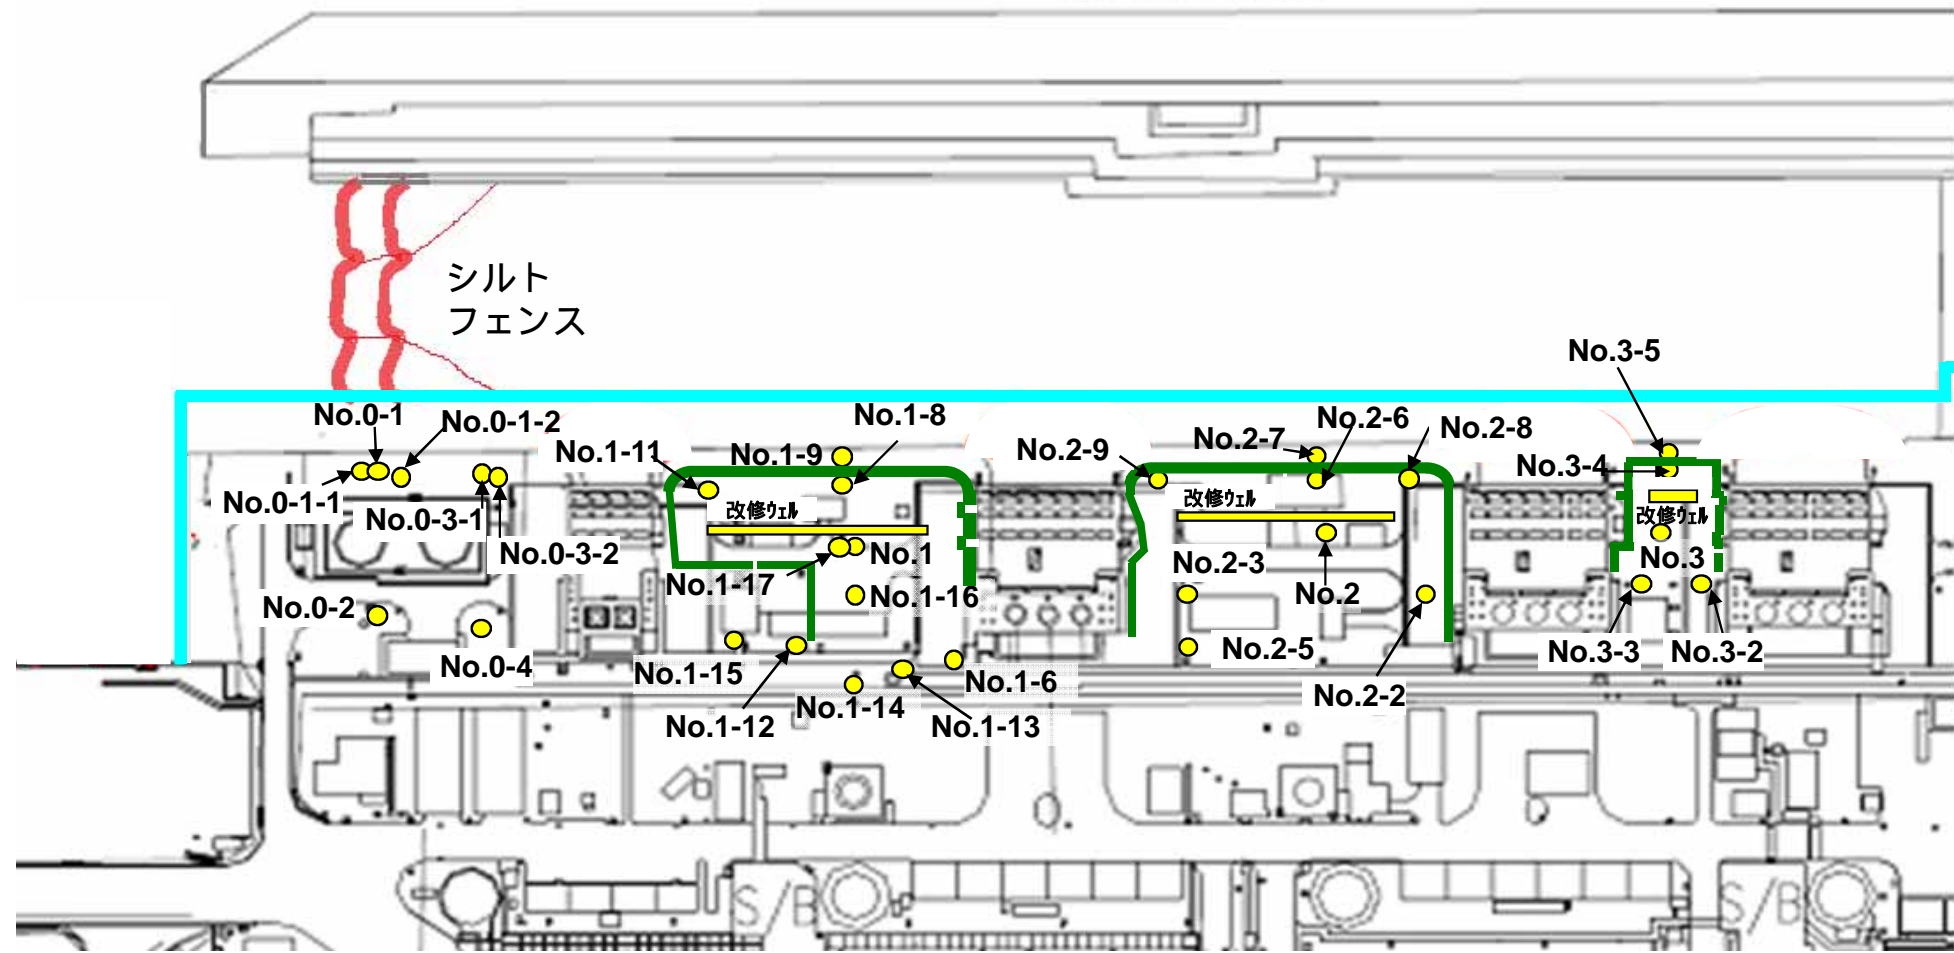 シルト
フェンス
No.3-5
No.0-1
No.0-1-2
No.1-8
No.2-6
No.2-8
No.1-11
No.1-9
No.2-9
No.2-7
No.3-4
No.0-1-1
No.0-3-1
改修ｳｪﾙ
改修ｳｪﾙ
改修ｳｪﾙ
No.0-3-2
No.1
No.1-17
No.1-16
No.2-3
No.2
No.3
No.0-2
No.0-4
No.1-15
No.1-6
No.2-5
No.3-3
No.3-2
No.1-12
No.1-14
No.1-13
No.2-2
S/B
S/B